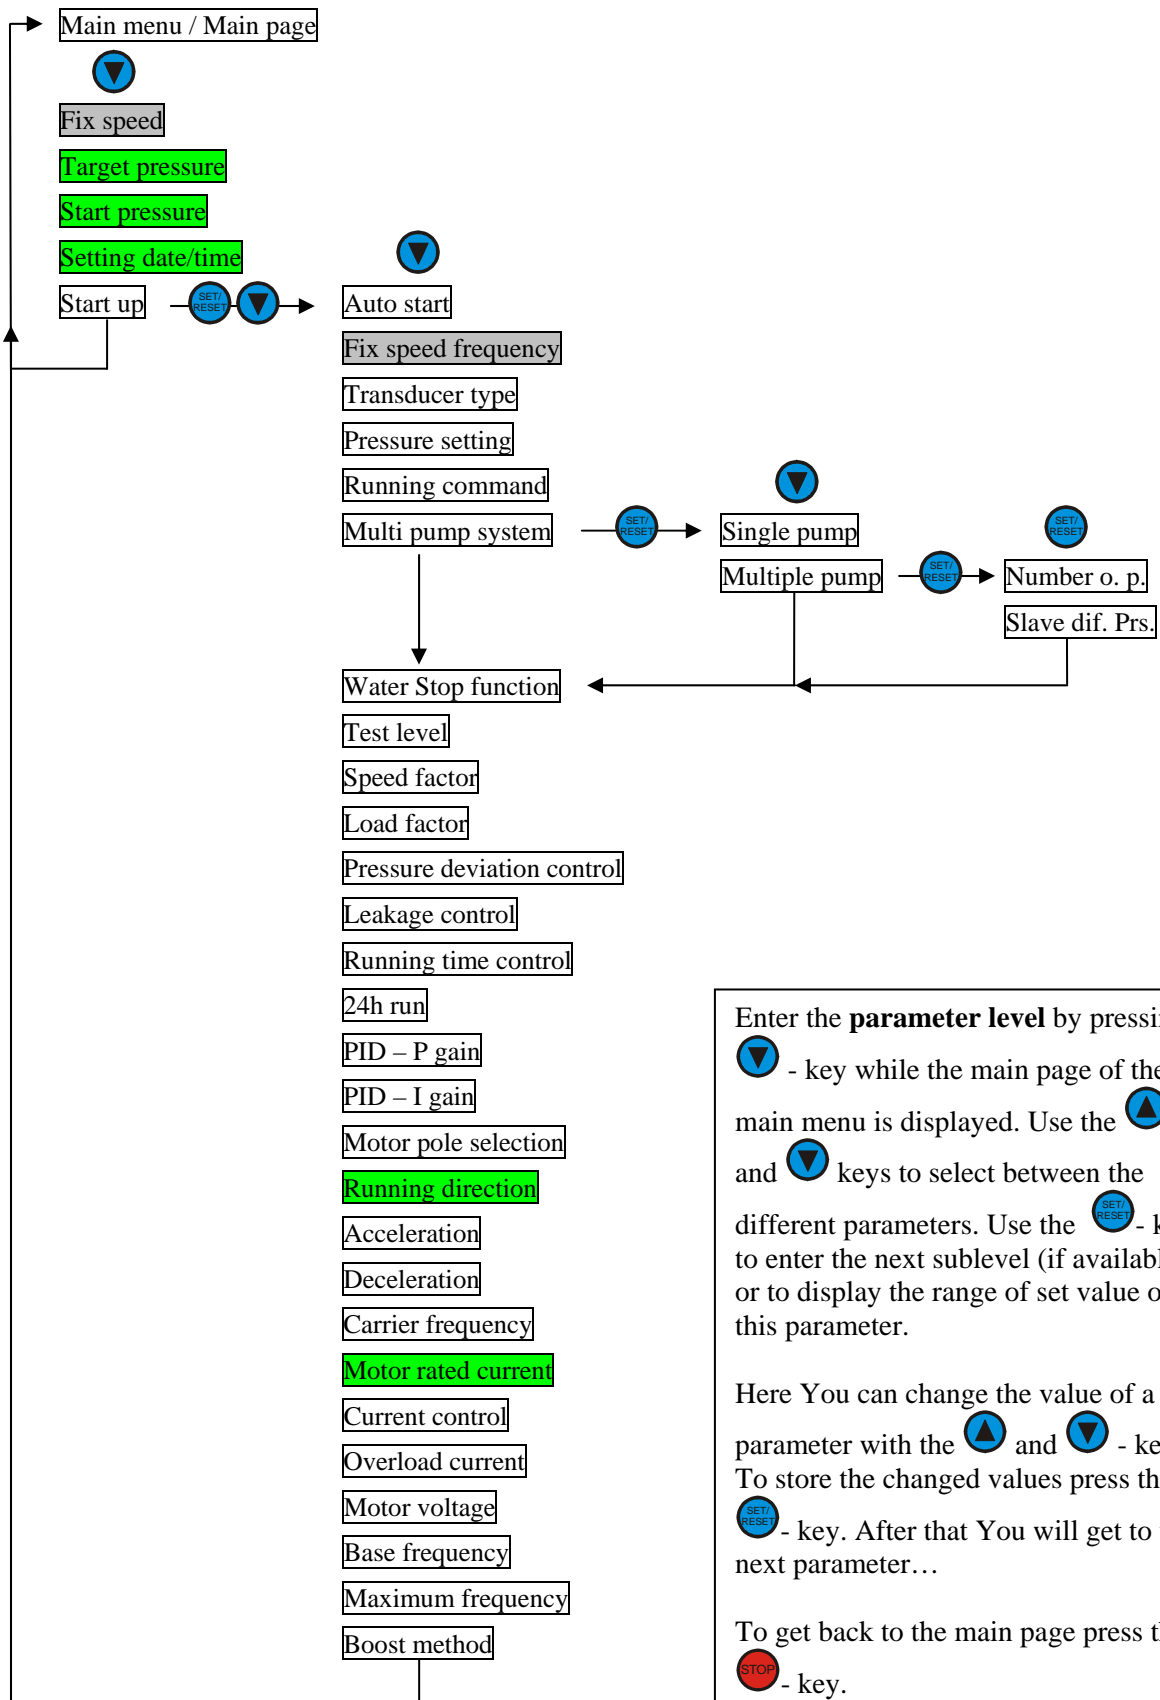 Main menu / Main page
Fix speed
Target pressure
Start pressure
Setting date/time
Start up
SET/
RESET
Auto start
Fix speed frequency
Transducer type
Pressure setting
Running command
Multi pump system
SET/
RESET
Single pump
Multiple pump
SET/
RESET
SET/
RESET
Number o. p.
Slave dif. Prs.
Water Stop function
Test level
Speed factor
Load factor
Pressure deviation control
Leakage control
Running time control
24h run
PID – P gain
PID – I gain
Motor pole selection
Running direction
Acceleration
Deceleration
Carrier frequency
Motor rated current
Current control
Overload current
Motor voltage
Base frequency
Maximum frequency
Boost method
Enter the parameter level by
- key while the main page of the
main menu is displayed. Use the
and keys to select between the
different parameters. Use the SET/RESET -
to enter the next sublevel (if
or to display the range of set value
this parameter.
Here You can change the value of a
parameter with the and -
To store the changed values press
SET/RESET - key. After that You will get to
next parameter…
To get back to the main page press
STOP - key.